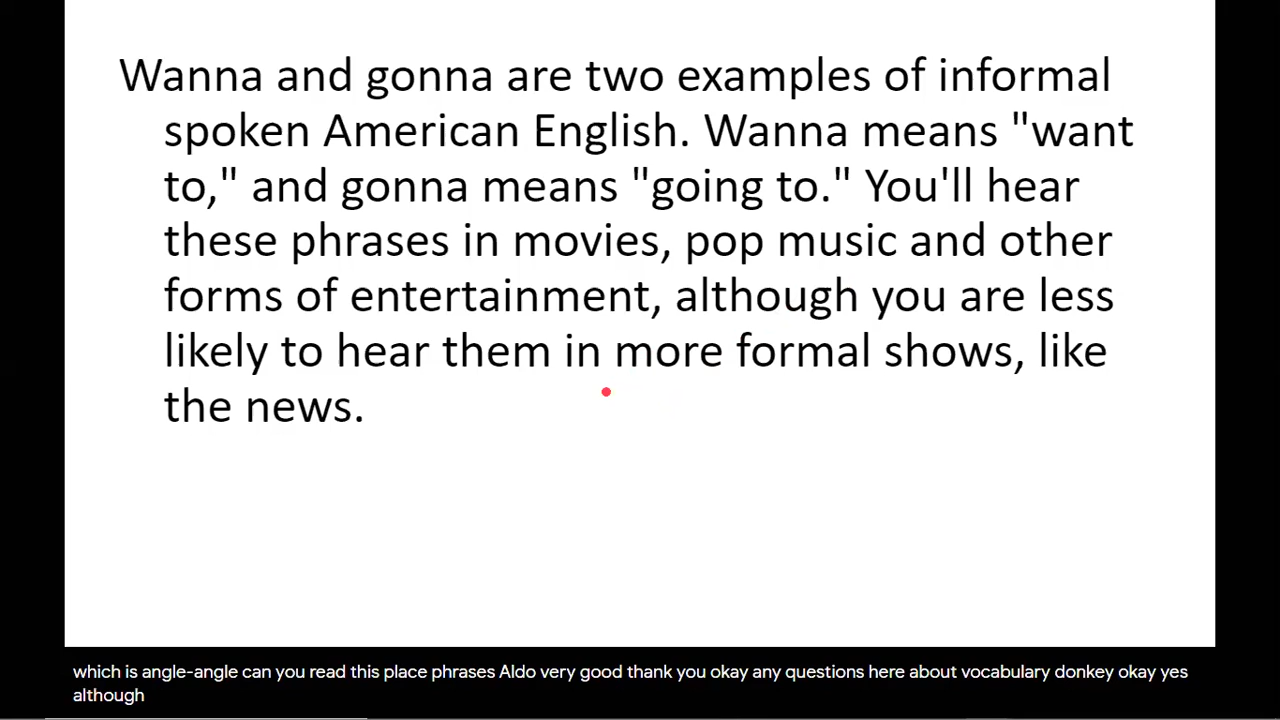 Wanna and gonna are two examples of informal
spoken American English. Wanna means "want
to," and gonna means "going to." You'll hear
these phrases in movies, pop music and other
forms of entertainment, although you are less
likely to hear them in more formal shows, like
the news.
which is angle-angle can you read this place phrases Aldo very good thank you okay any questions here about vocabulary donkey okay yes
although